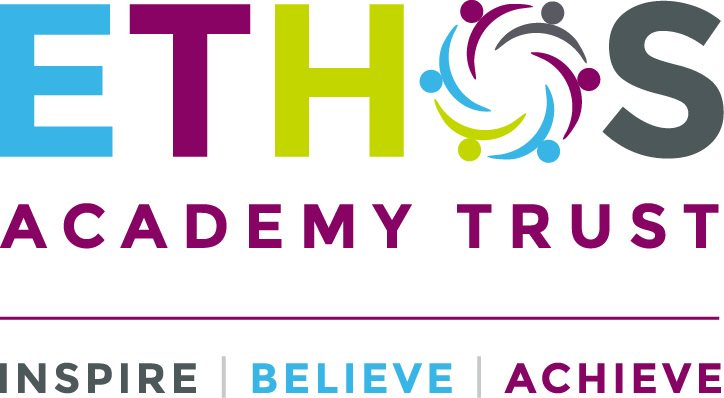 ETHOS
ACADEMY TRUST
INSPIRE | BELIEVE | ACHIEVE